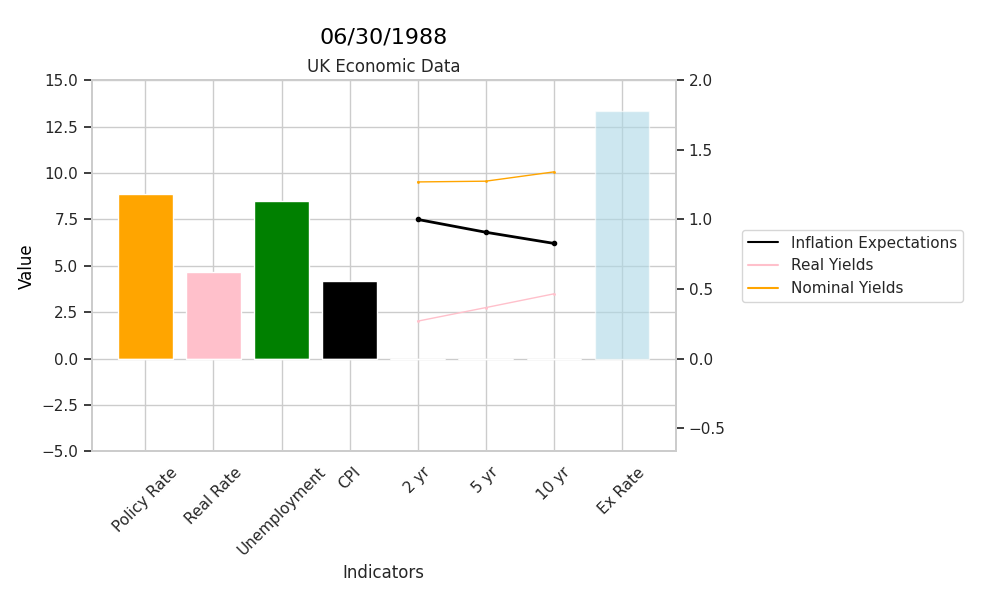 06/30/1988
UK Economic Data
15.0
12.5
10.0
7.5
5.0
2.5
0.0
−2.5
−5.0
Value
2.0
1.5
1.0
0.5
0.0
−0.5
Inflation Expectations
Real Yields
Nominal Yields
Policy Rate
Real Rate
Unemployment
CPI
2 yr
5 yr
10 yr
Ex Rate
Indicators